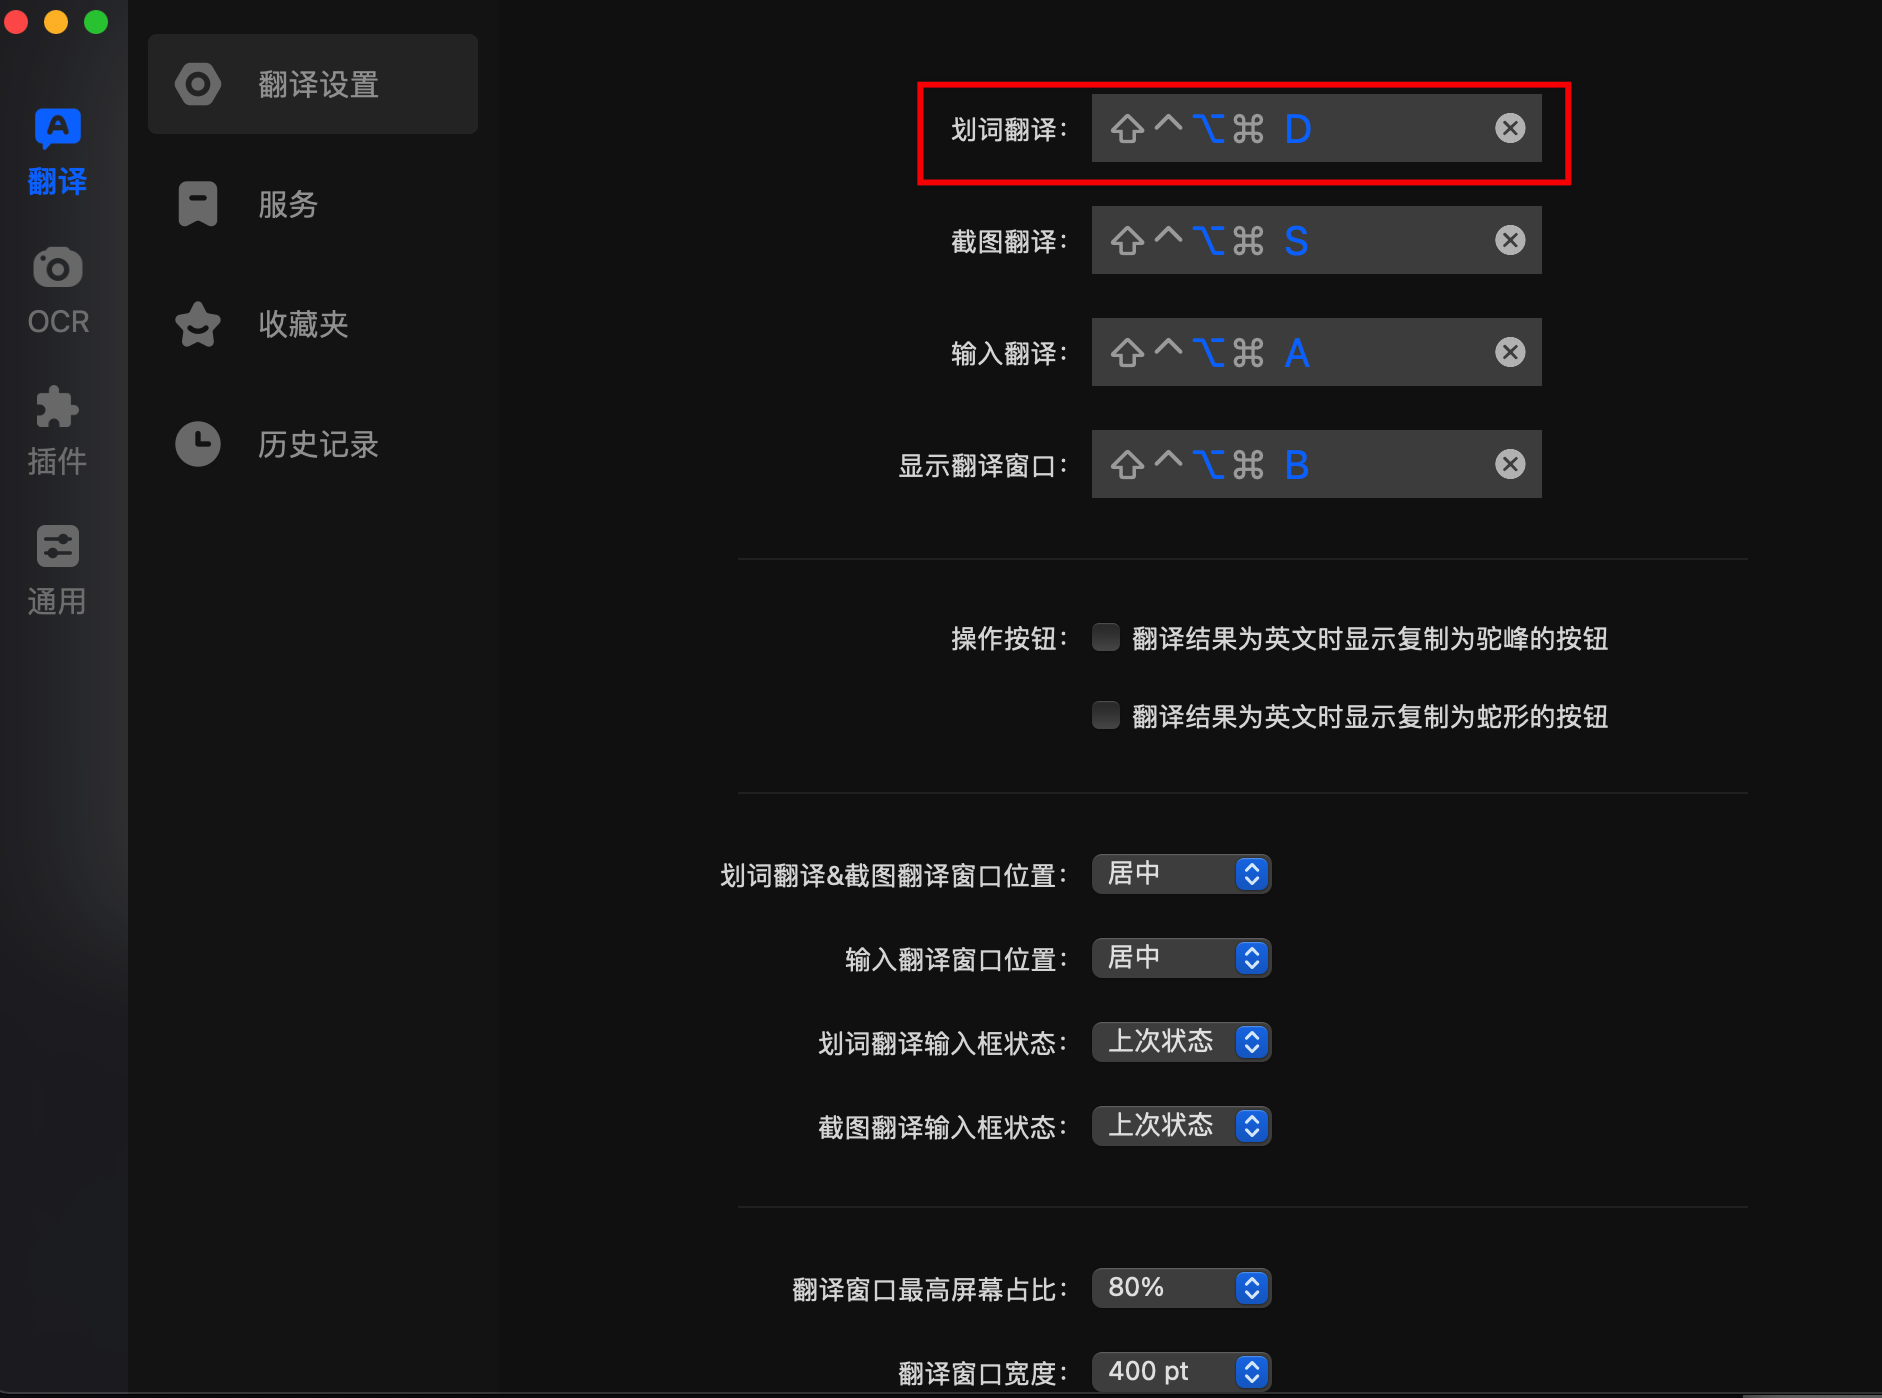 翻译
OCR
插件
通用
翻译设置
服务
收藏夹
历史记录
划词翻译： ⇧⌃⌥⌘ D
截图翻译： ⇧⌃⌥⌘ S
输入翻译： ⇧⌃⌥⌘ A
显示翻译窗口： ⇧⌃⌥⌘ B
操作按钮： 翻译结果为英文时显示复制为驼峰的按钮
翻译结果为英文时显示复制为蛇形的按钮
划词翻译&截图翻译窗口位置： 居中
输入翻译窗口位置： 居中
划词翻译输入框状态： 上次状态
截图翻译输入框状态： 上次状态
翻译窗口最高屏幕占比： 80%
翻译窗口宽度： 400 pt